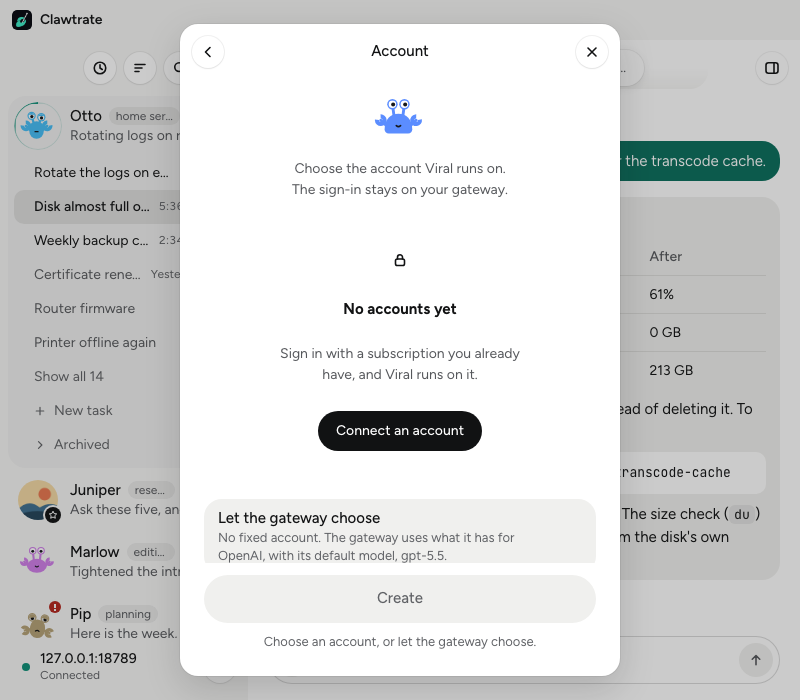 Clawtrate
Otto
home ser…
Rotating logs on
Rotate the logs on e…
Disk almost full o…
5:36
Weekly backup c…
2:34
Certificate rene…
Yeste
Router firmware
Printer offline again
Show all 14
New task
Archived
Juniper
rese…
Ask these five, an
Marlow
editi…
Tightened the int
Pip
planning
Here is the week.
127.0.0.1:18789
Connected
Account
Choose the account Viral runs on.
The sign-in stays on your gateway.
No accounts yet
Sign in with a subscription you already
have, and Viral runs on it.
Connect an account
Let the gateway choose
No fixed account. The gateway uses what it has for
OpenAI, with its default model, gpt-5.5.
Create
Choose an account, or let the gateway choose.
the transcode cache.
After
61%
0 GB
213 GB
ead of deleting it. To
transcode-cache
The size check (du)
m the disk's own